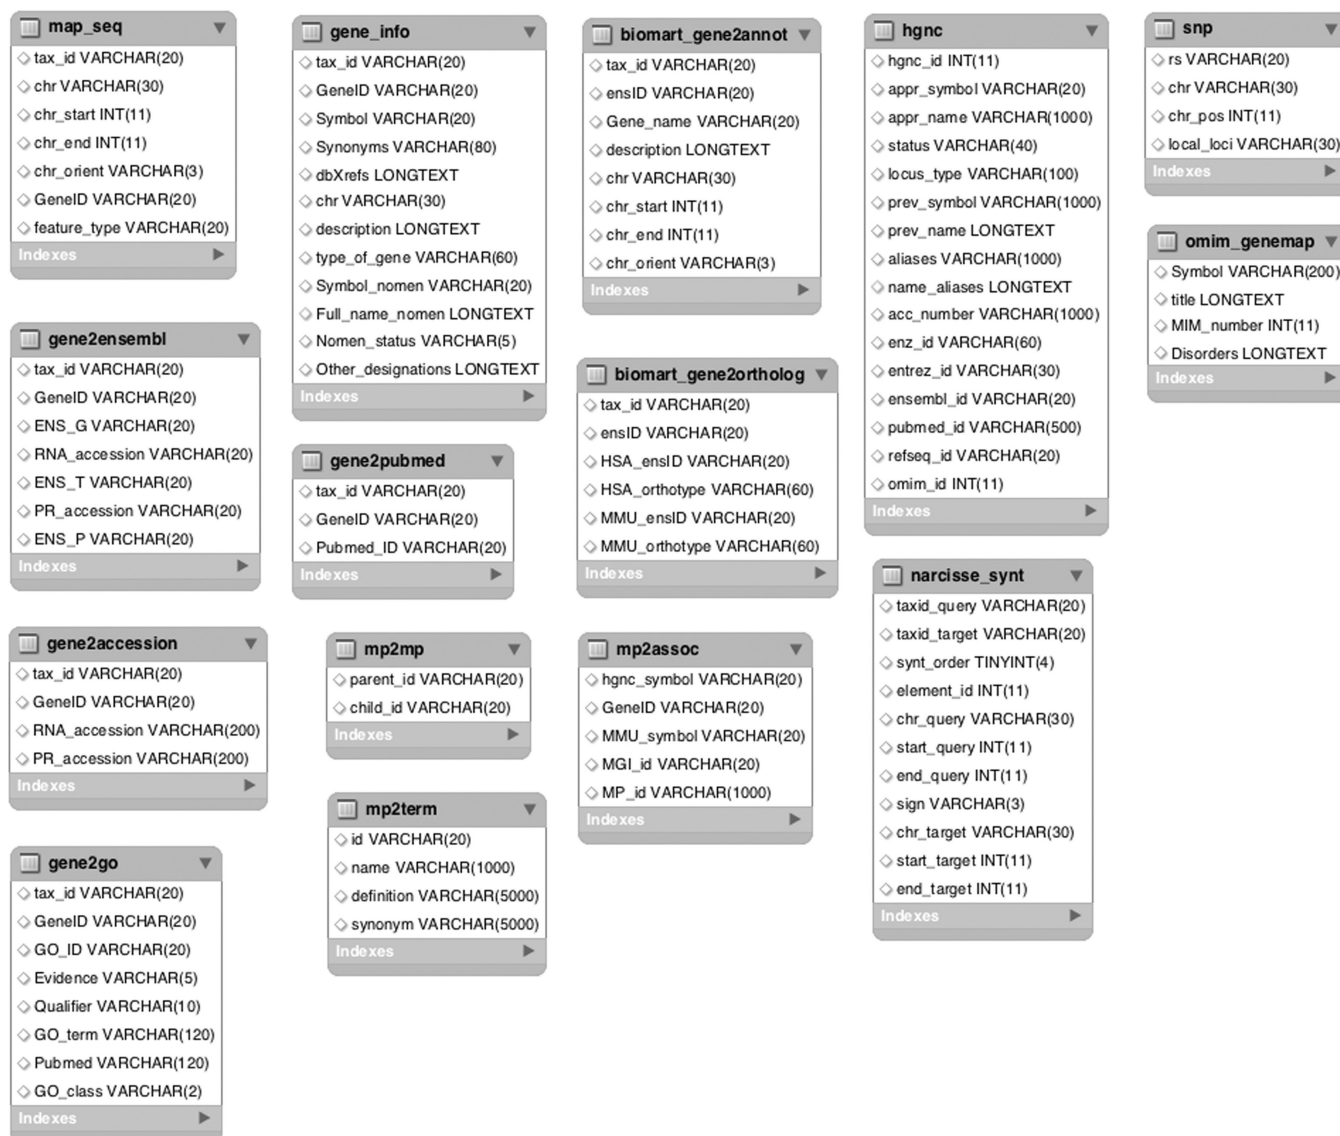 map_seq
tax_id VARCHAR(20)
chr VARCHAR(30)
chr_start INT(11)
chr_end INT(11)
chr_orient VARCHAR(3)
GeneID VARCHAR(20)
feature_type VARCHAR(20)
Indexes
gene2ensembl
tax_id VARCHAR(20)
GeneID VARCHAR(20)
ENS_G VARCHAR(20)
RNA_accession VARCHAR(20)
ENS_T VARCHAR(20)
PR_accession VARCHAR(20)
ENS_P VARCHAR(20)
Indexes
gene2accession
tax_id VARCHAR(20)
GeneID VARCHAR(20)
RNA_accession VARCHAR(200)
PR_accession VARCHAR(200)
Indexes
gene2go
tax_id VARCHAR(20)
GeneID VARCHAR(20)
GO_ID VARCHAR(20)
Evidence VARCHAR(5)
Qualifier VARCHAR(10)
GO_term VARCHAR(120)
Pubmed VARCHAR(120)
GO_class VARCHAR(2)
Indexes
gene_info
tax_id VARCHAR(20)
GeneID VARCHAR(20)
Symbol VARCHAR(20)
Synonyms VARCHAR(80)
dbXrefs LONGTEXT
chr VARCHAR(30)
description LONGTEXT
type_of_gene VARCHAR(60)
Symbol_nomen VARCHAR(20)
Full_name_nomen LONGTEXT
Nomen_status VARCHAR(5)
Other_designations LONGTEXT
Indexes
gene2pubmed
tax_id VARCHAR(20)
GeneID VARCHAR(20)
Pubmed_ID VARCHAR(20)
Indexes
mp2mp
parent_id VARCHAR(20)
child_id VARCHAR(20)
Indexes
mp2term
id VARCHAR(20)
name VARCHAR(1000)
definition VARCHAR(5000)
synonym VARCHAR(5000)
Indexes
biomart_gene2annot
tax_id VARCHAR(20)
ensID VARCHAR(20)
Gene_name VARCHAR(20)
description LONGTEXT
chr VARCHAR(30)
chr_start INT(11)
chr_end INT(11)
chr_orient VARCHAR(3)
Indexes
biomart_gene2ortholog
tax_id VARCHAR(20)
ensID VARCHAR(20)
HSA_ensID VARCHAR(20)
HSA_orthotype VARCHAR(60)
MMU_ensID VARCHAR(20)
MMU_orthotype VARCHAR(60)
Indexes
mp2assoc
hgnc_symbol VARCHAR(20)
GeneID VARCHAR(20)
MMU_symbol VARCHAR(20)
MGI_id VARCHAR(20)
MP_id VARCHAR(1000)
Indexes
hgnc
hgnc_id INT(11)
appr_symbol VARCHAR(20)
appr_name VARCHAR(1000)
status VARCHAR(40)
locus_type VARCHAR(100)
prev_symbol VARCHAR(1000)
prev_name LONGTEXT
aliases VARCHAR(1000)
name_aliases LONGTEXT
acc_number VARCHAR(1000)
enz_id VARCHAR(60)
entrez_id VARCHAR(30)
ensembl_id VARCHAR(20)
pubmed_id VARCHAR(500)
refseq_id VARCHAR(20)
omim_id INT(11)
Indexes
narcisse_synt
taxid_query VARCHAR(20)
taxid_target VARCHAR(20)
synt_order TINYINT(4)
element_id INT(11)
chr_query VARCHAR(30)
start_query INT(11)
end_query INT(11)
sign VARCHAR(3)
chr_target VARCHAR(30)
start_target INT(11)
end_target INT(11)
Indexes
snp
rs VARCHAR(20)
chr VARCHAR(30)
chr_pos INT(11)
local_loci VARCHAR(30)
Indexes
omim_genemap
Symbol VARCHAR(200)
title LONGTEXT
MIM_number INT(11)
Disorders LONGTEXT
Indexes